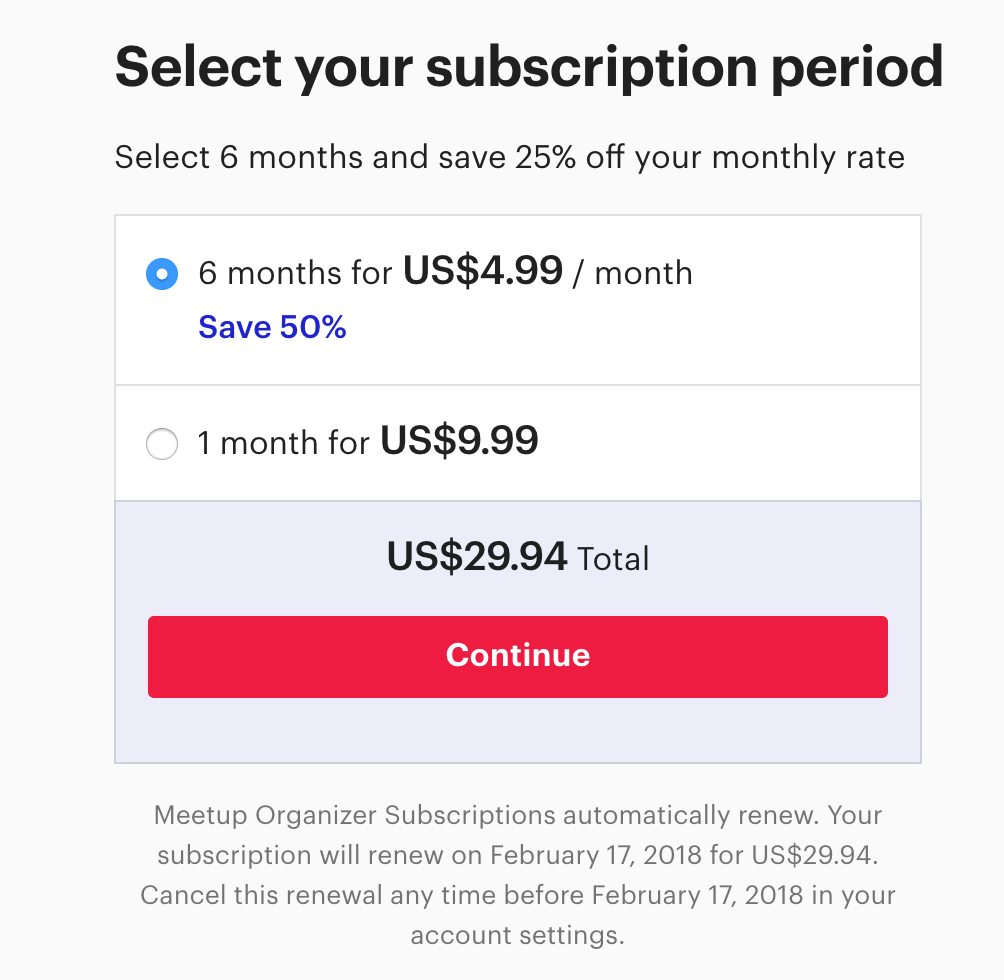 Select your subscription period
Select 6 months and save 25% off your monthly rate
6 months for US$4.99 / month
Save 50%
1 month for US$9.99
US$29.94 Total
Continue
Meetup Organizer Subscriptions automatically renew. Your
subscription will renew on February 17, 2018 for US$29.94.
Cancel this renewal any time before February 17, 2018 in your
account settings.